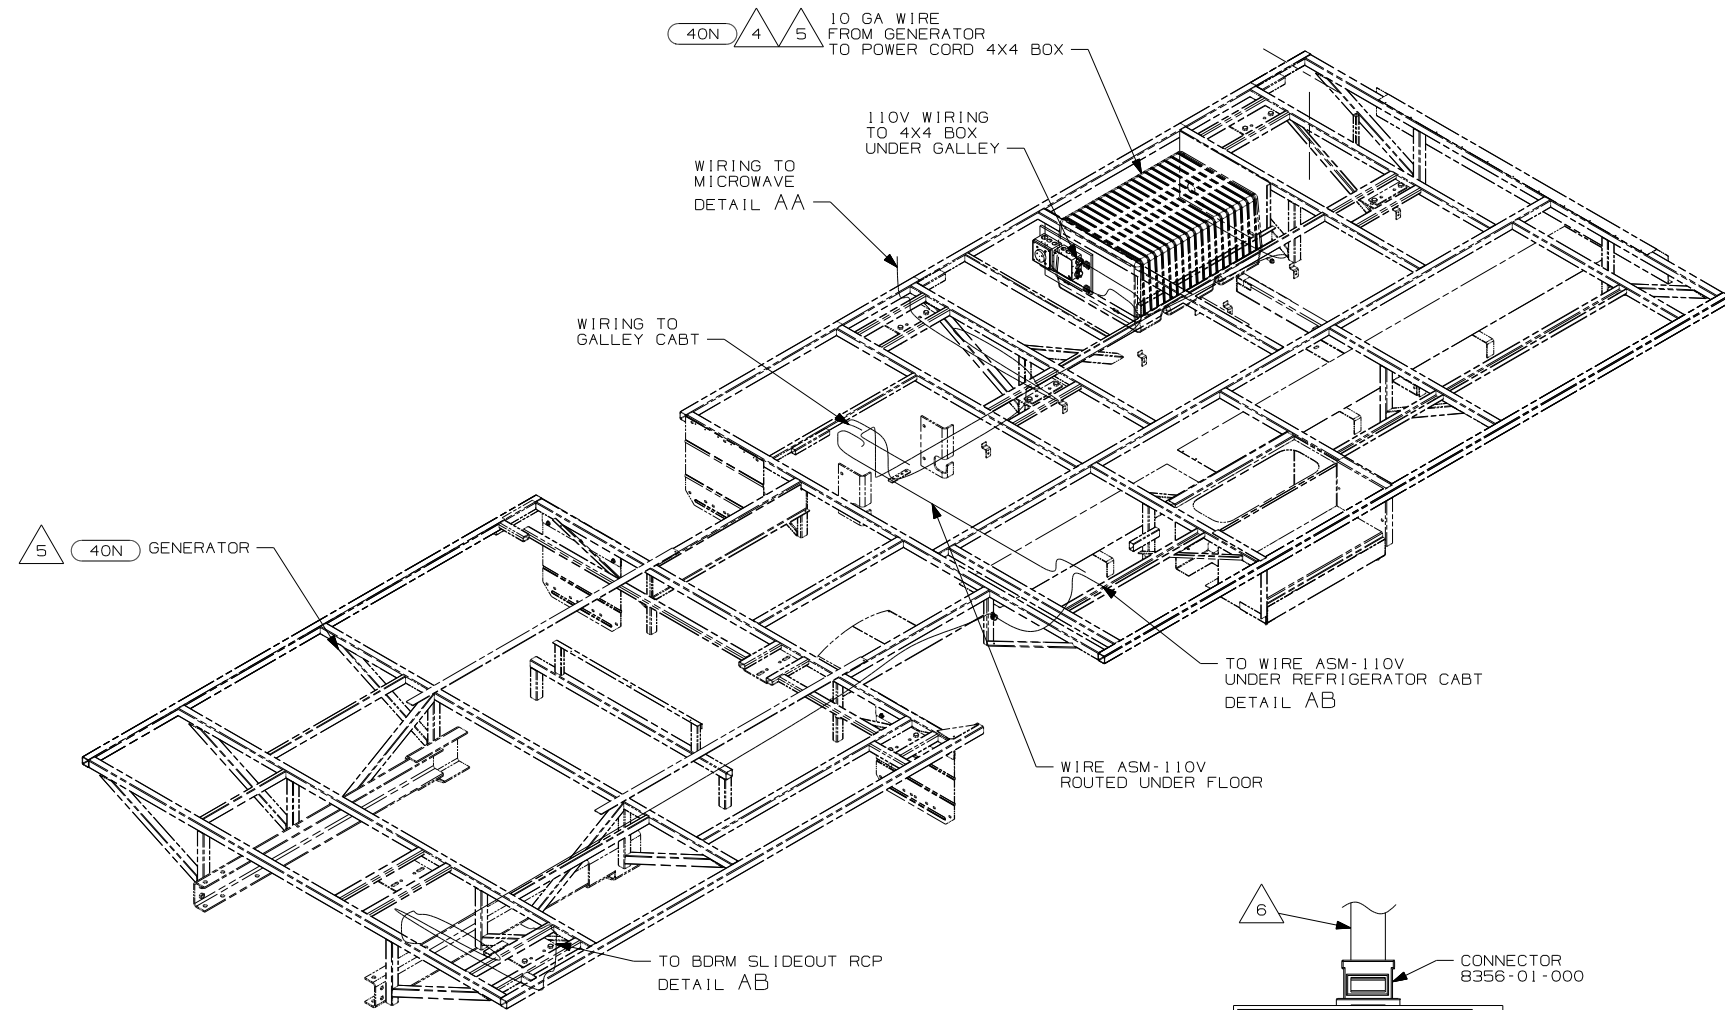 40N 4 5 10 GA WIRE
FROM GENERATOR
TO POWER CORD 4X4 BOX
110V WIRING
TO 4X4 BOX
UNDER GALLEY
WIRING TO
MICROWAVE
DETAIL AA
WIRING TO
GALLEY CABT
5 40N GENERATOR
TO WIRE ASM-110V
UNDER REFRIGERATOR CABT
DETAIL AB
WIRE ASM-110V
ROUTED UNDER FLOOR
TO BDRM SLIDEOUT RCP
DETAIL AB
6
CONNECTOR
8356-01-000